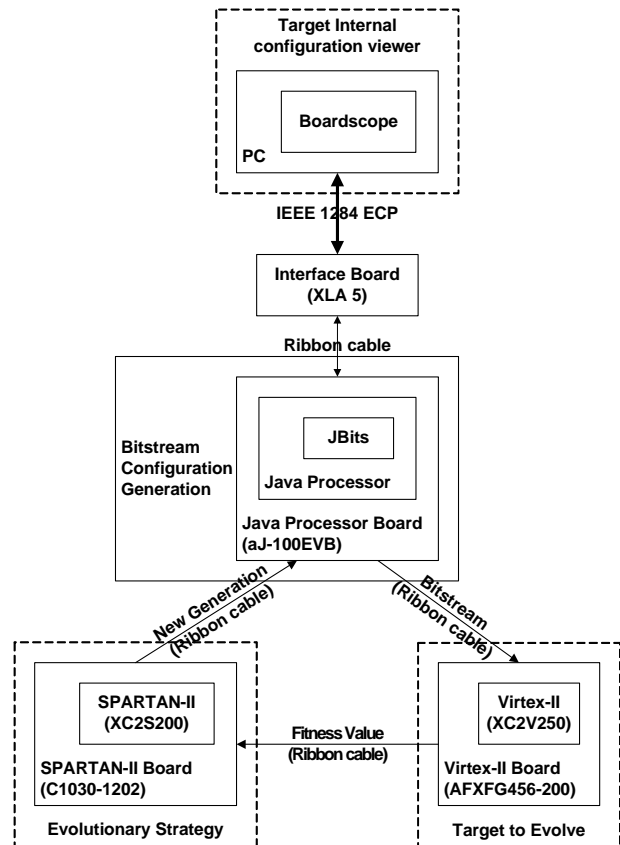 Target Internal
configuration viewer
Boardscope
PC
IEEE 1284 ECP
Interface Board
(XLA 5)
Ribbon cable
JBits
Java Processor
Bitstream
Configuration
Generation
Java Processor Board
(aJ-100EVB)
New Generation
(Ribbon cable)
Bitstream
(Ribbon cable)
SPARTAN-II
(XC2S200)
SPARTAN-II Board
(C1030-1202)
Evolutionary Strategy
Fitness Value
(Ribbon cable)
Virtex-II
(XC2V250)
Virtex-II Board
(AFXFG456-200)
Target to Evolve